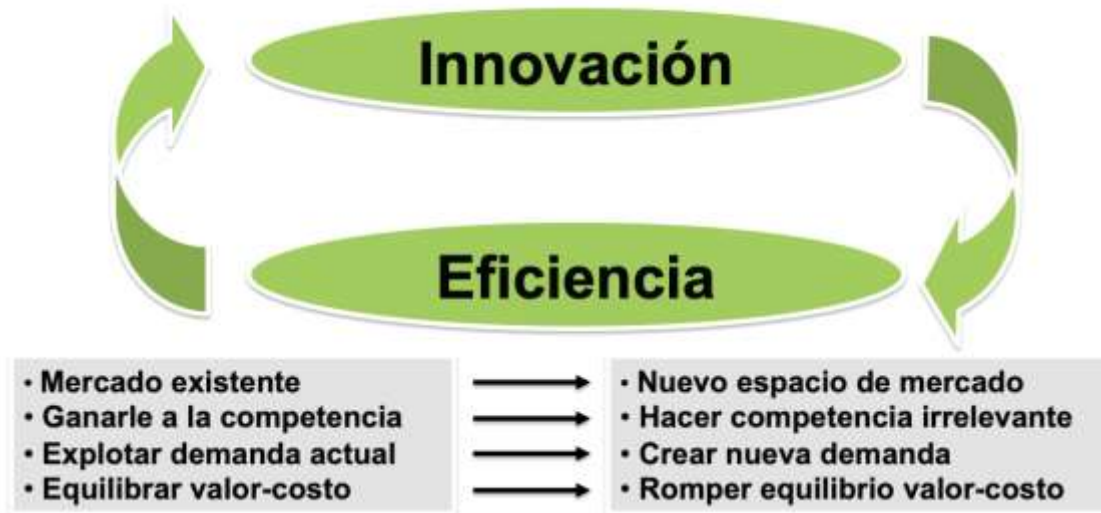 Innovación
Eficiencia
• Mercado existente
• Ganarle a la competencia
• Explotar demanda actual
• Equilibrar valor-costo
• Nuevo espacio de mercado
• Hacer competencia irrelevante
• Crear nueva demanda
• Romper equilibrio valor-costo